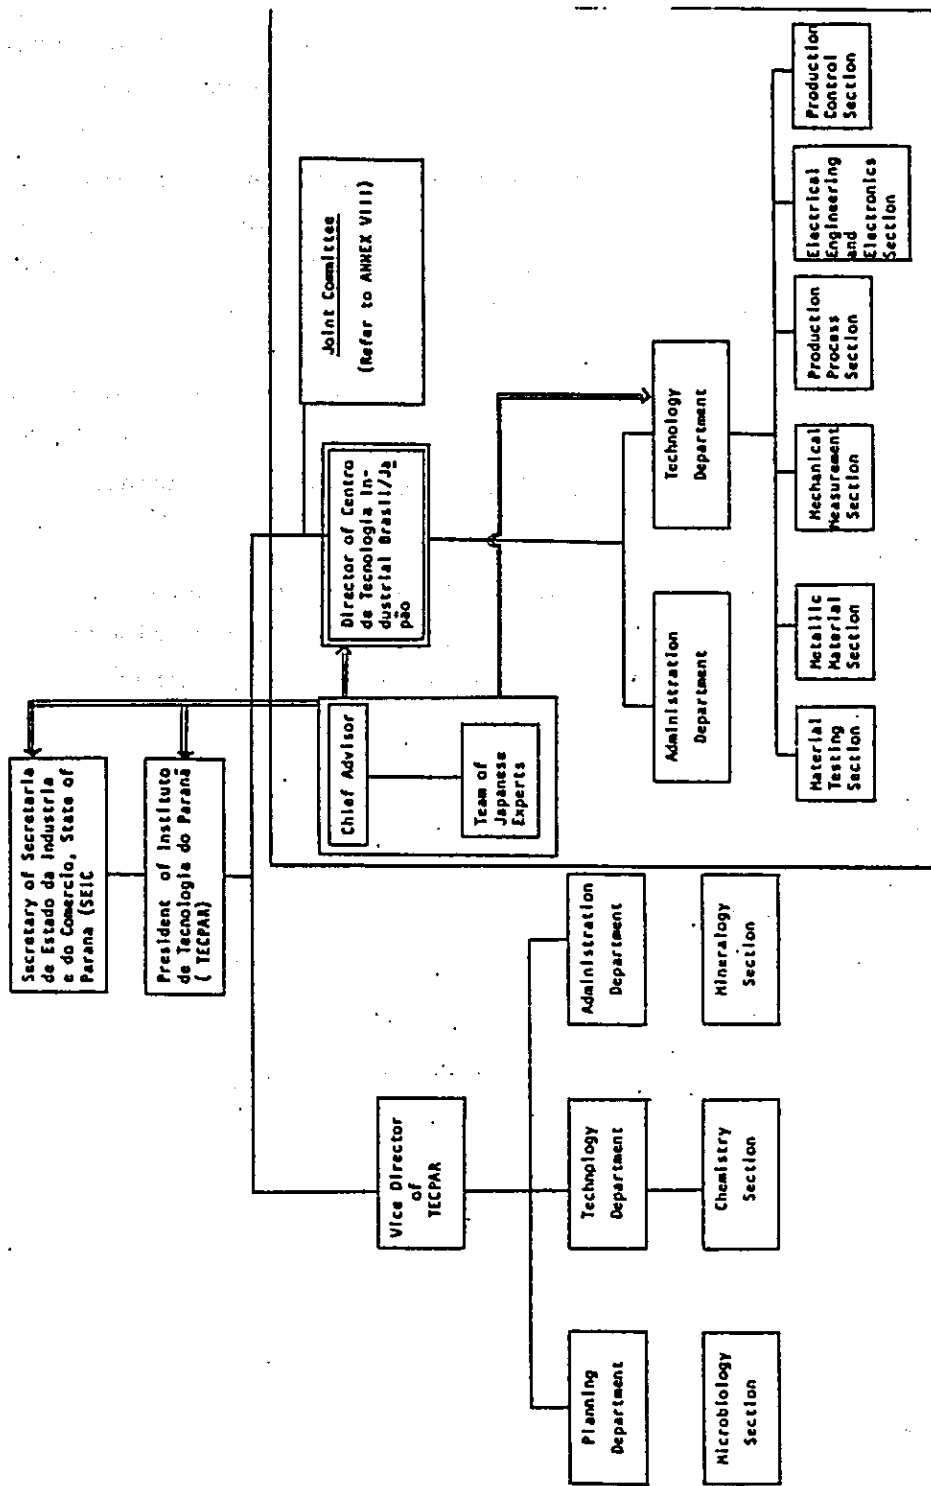 Secretary of Secretaria
de Estado da Industria
e do Comercio, State of
Parana (SEIC
President of Instituto
de Tecnologia do Paranã
( TECPAR)
Joint Committee
(Refer to ANNEX VIII)
Director of Centro
de Tecnologia In-
dustrial Brasil/Ja
pão
Chief Advisor
Team of
Japanese
Experts
Vice Director
of
TECPAR
Planning
Department
Technology
Department
Administration
Department
Microbiology
Section
Chemistry
Section
Mineralogy
Section
Administration
Department
Technology
Department
Material
Testing
Section
Metallic
Material
Section
Mechanical
Measurement
Section
Production
Process
Section
Electrical
Engineering
and
Electronics
Section
Production
Control
Section